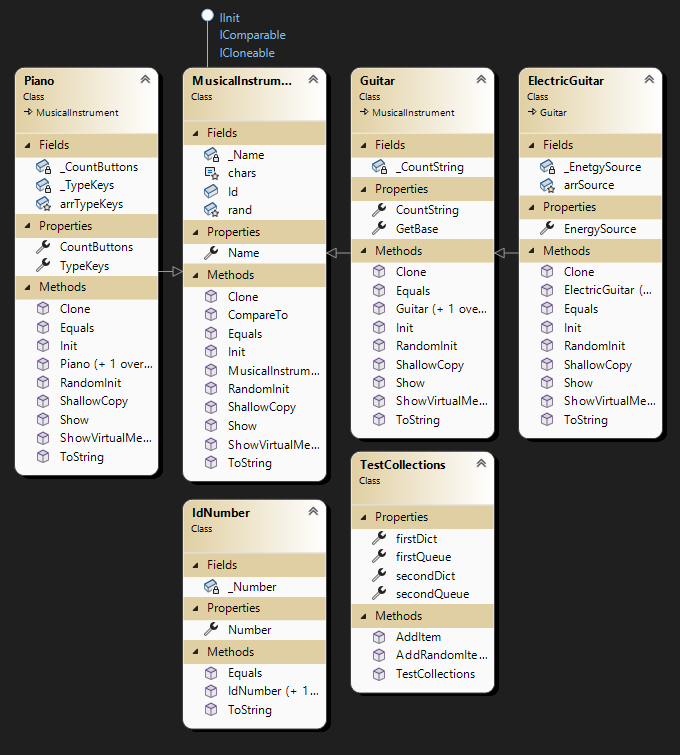 IInit
IComparable
ICloneable
Piano
Class
MusicalInstrument
Fields
_CountButtons
_TypeKeys
arrTypeKeys
Properties
CountButtons
TypeKeys
Methods
Clone
Equals
Init
Piano (+ 1 over...
RandomInit
ShallowCopy
Show
ShowVirtualMe...
ToString
MusicalInstrum...
Class
Fields
_Name
chars
Id
rand
Properties
Name
Methods
Clone
CompareTo
Equals
Init
MusicalInstrum...
RandomInit
ShallowCopy
Show
ShowVirtualMe...
ToString
Guitar
Class
MusicalInstrument
Fields
_CountString
Properties
CountString
GetBase
Methods
Clone
Equals
Guitar (+ 1 ove...
Init
RandomInit
ShallowCopy
Show
ShowVirtualMe...
ToString
ElectricGuitar
Class
Guitar
Fields
_EnetgySource
arrSource
Properties
EnergySource
Methods
Clone
ElectricGuitar (...
Equals
Init
RandomInit
ShallowCopy
Show
ShowVirtualMe...
ToString
IdNumber
Class
Fields
_Number
Properties
Number
Methods
Equals
IdNumber (+ 1...
ToString
TestCollections
Class
Properties
firstDict
firstQueue
secondDict
secondQueue
Methods
AddItem
AddRandomIte...
TestCollections